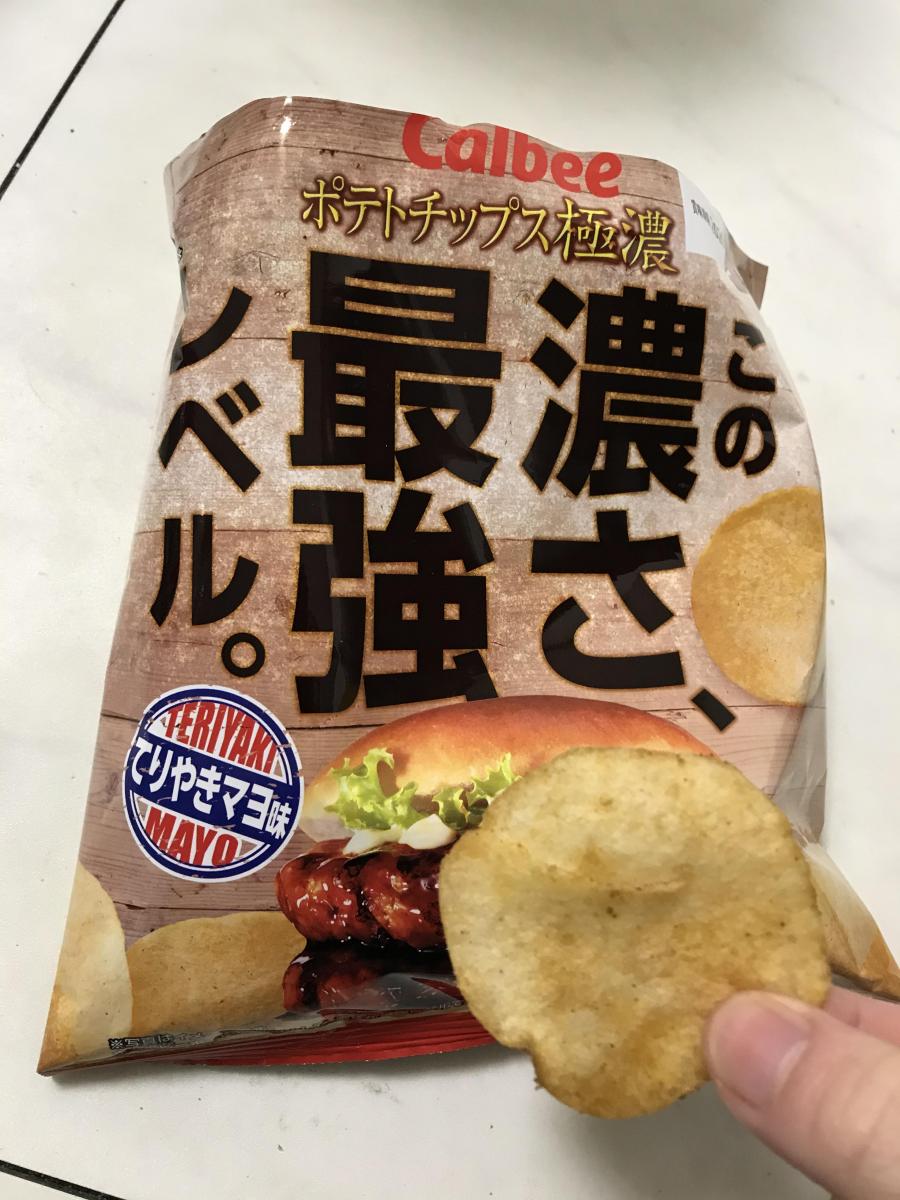 Calbee
ポテトチップス極濃
この
濃さ、
最強
レベル。
TERIYAKI
てりやきマヨ味
MAYO